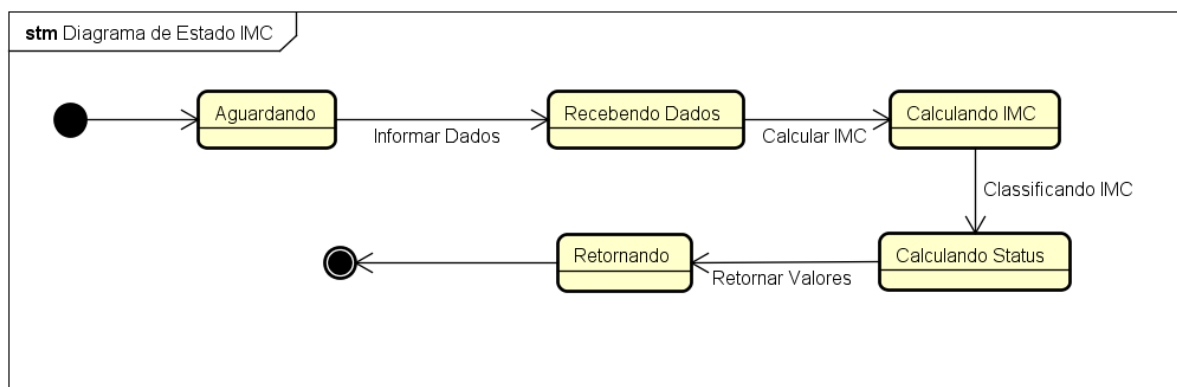 stm Diagrama de Estado IMC
Aguardando
Informar Dados
Recebendo Dados
Calcular IMC
Calculando IMC
Classificando IMC
Calculando Status
Retornar Valores
Retornando